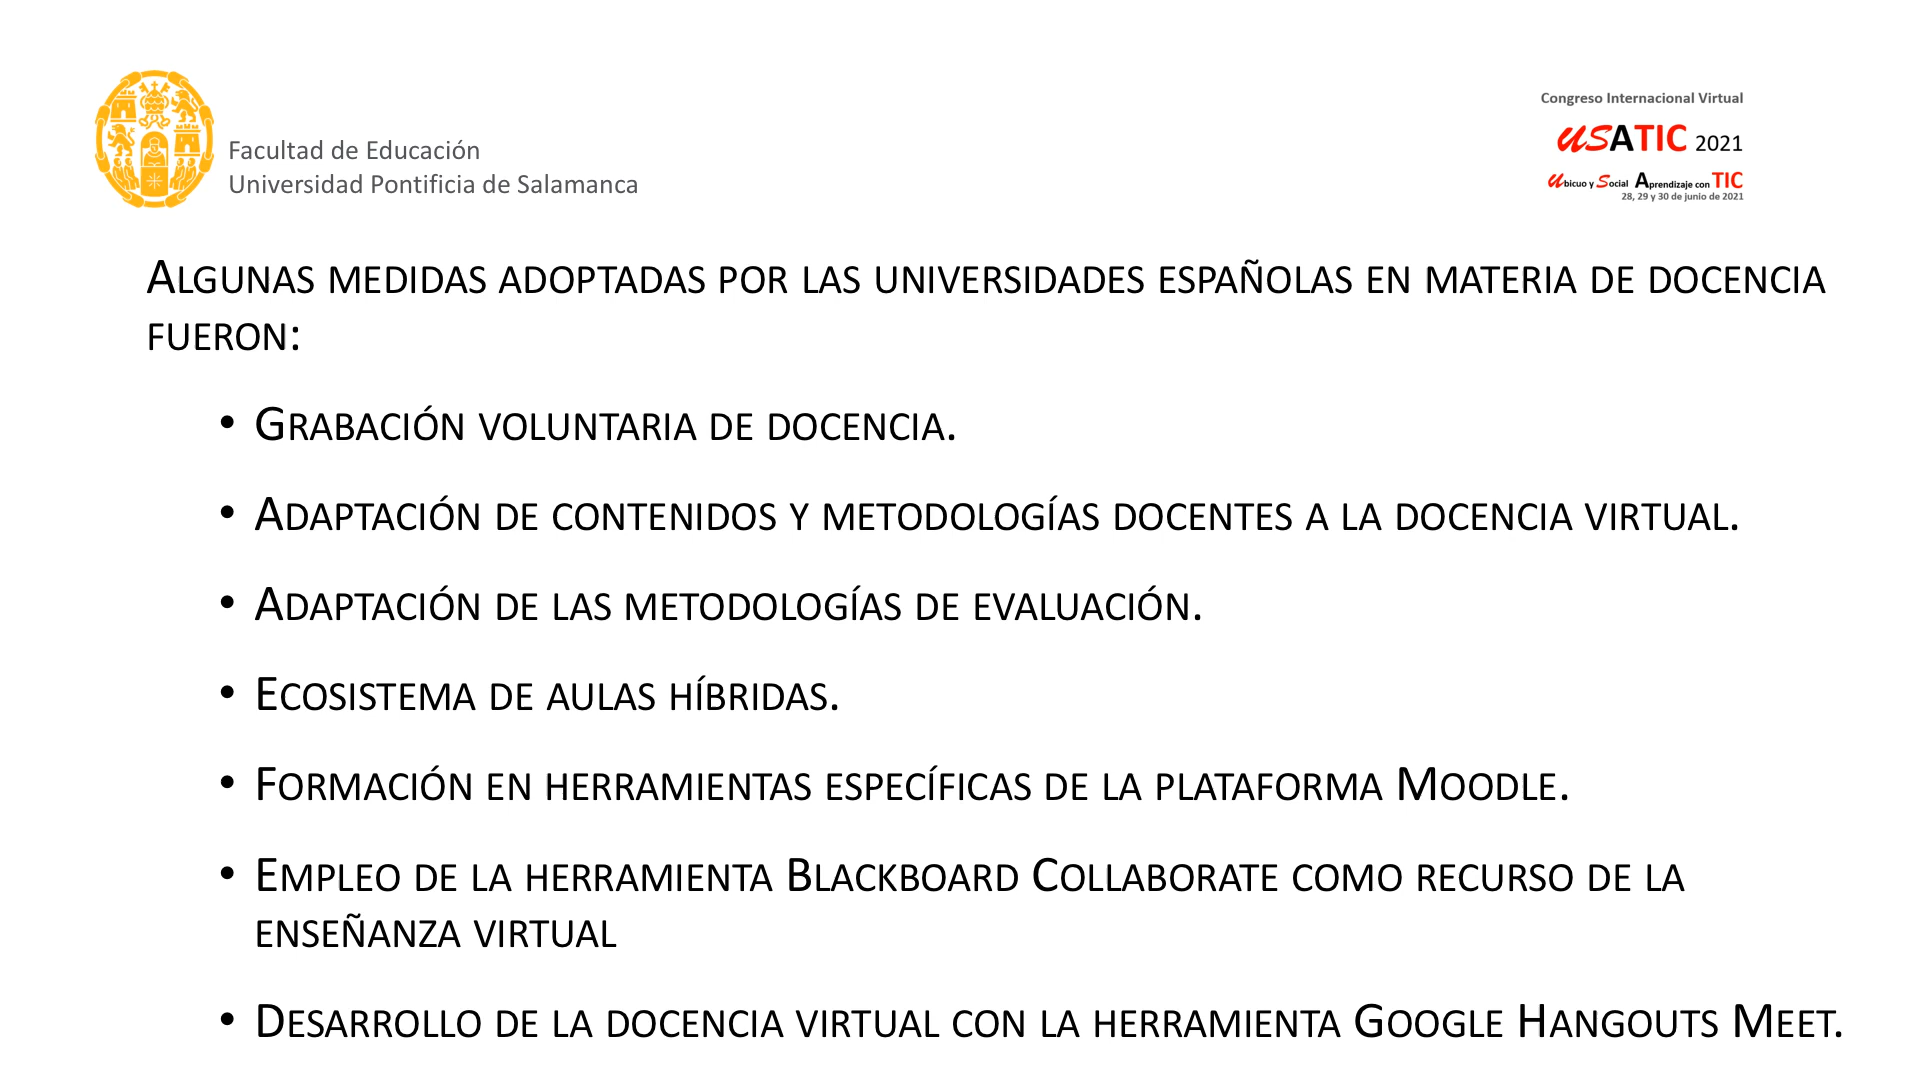 Facultad de Educación
Universidad Pontificia de Salamanca
Congreso Internacional Virtual
USATIC 2021
Ubicuo y Social Aprendizaje con TIC
28, 29 y 30 de junio de 2021
ALGUNAS MEDIDAS ADOPTADAS POR LAS UNIVERSIDADES ESPAÑOLAS EN MATERIA DE DOCENCIA
FUERON:
• GRABACIÓN VOLUNTARIA DE DOCENCIA.
• ADAPTACIÓN DE CONTENIDOS Y METODOLOGÍAS DOCENTES A LA DOCENCIA VIRTUAL.
• ADAPTACIÓN DE LAS METODOLOGÍAS DE EVALUACIÓN.
• ECOSISTEMA DE AULAS HÍBRIDAS.
• FORMACIÓN EN HERRAMIENTAS ESPECÍFICAS DE LA PLATAFORMA MOODLE.
• EMPLEO DE LA HERRAMIENTA BLACKBOARD COLLABORATE COMO RECURSO DE LA
ENSEÑANZA VIRTUAL
• DESARROLLO DE LA DOCENCIA VIRTUAL CON LA HERRAMIENTA GOOGLE HANGOUTS MEET.